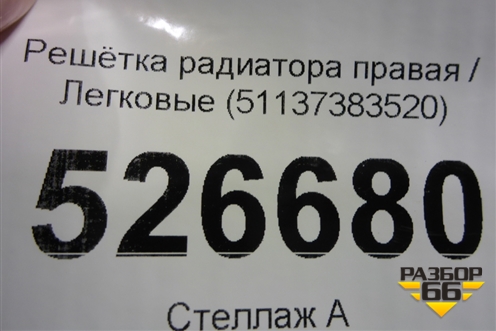 Решётка радиатора правая /
Легковые (51137383520)
526680
Стеллаж А
РАЗБОР
66